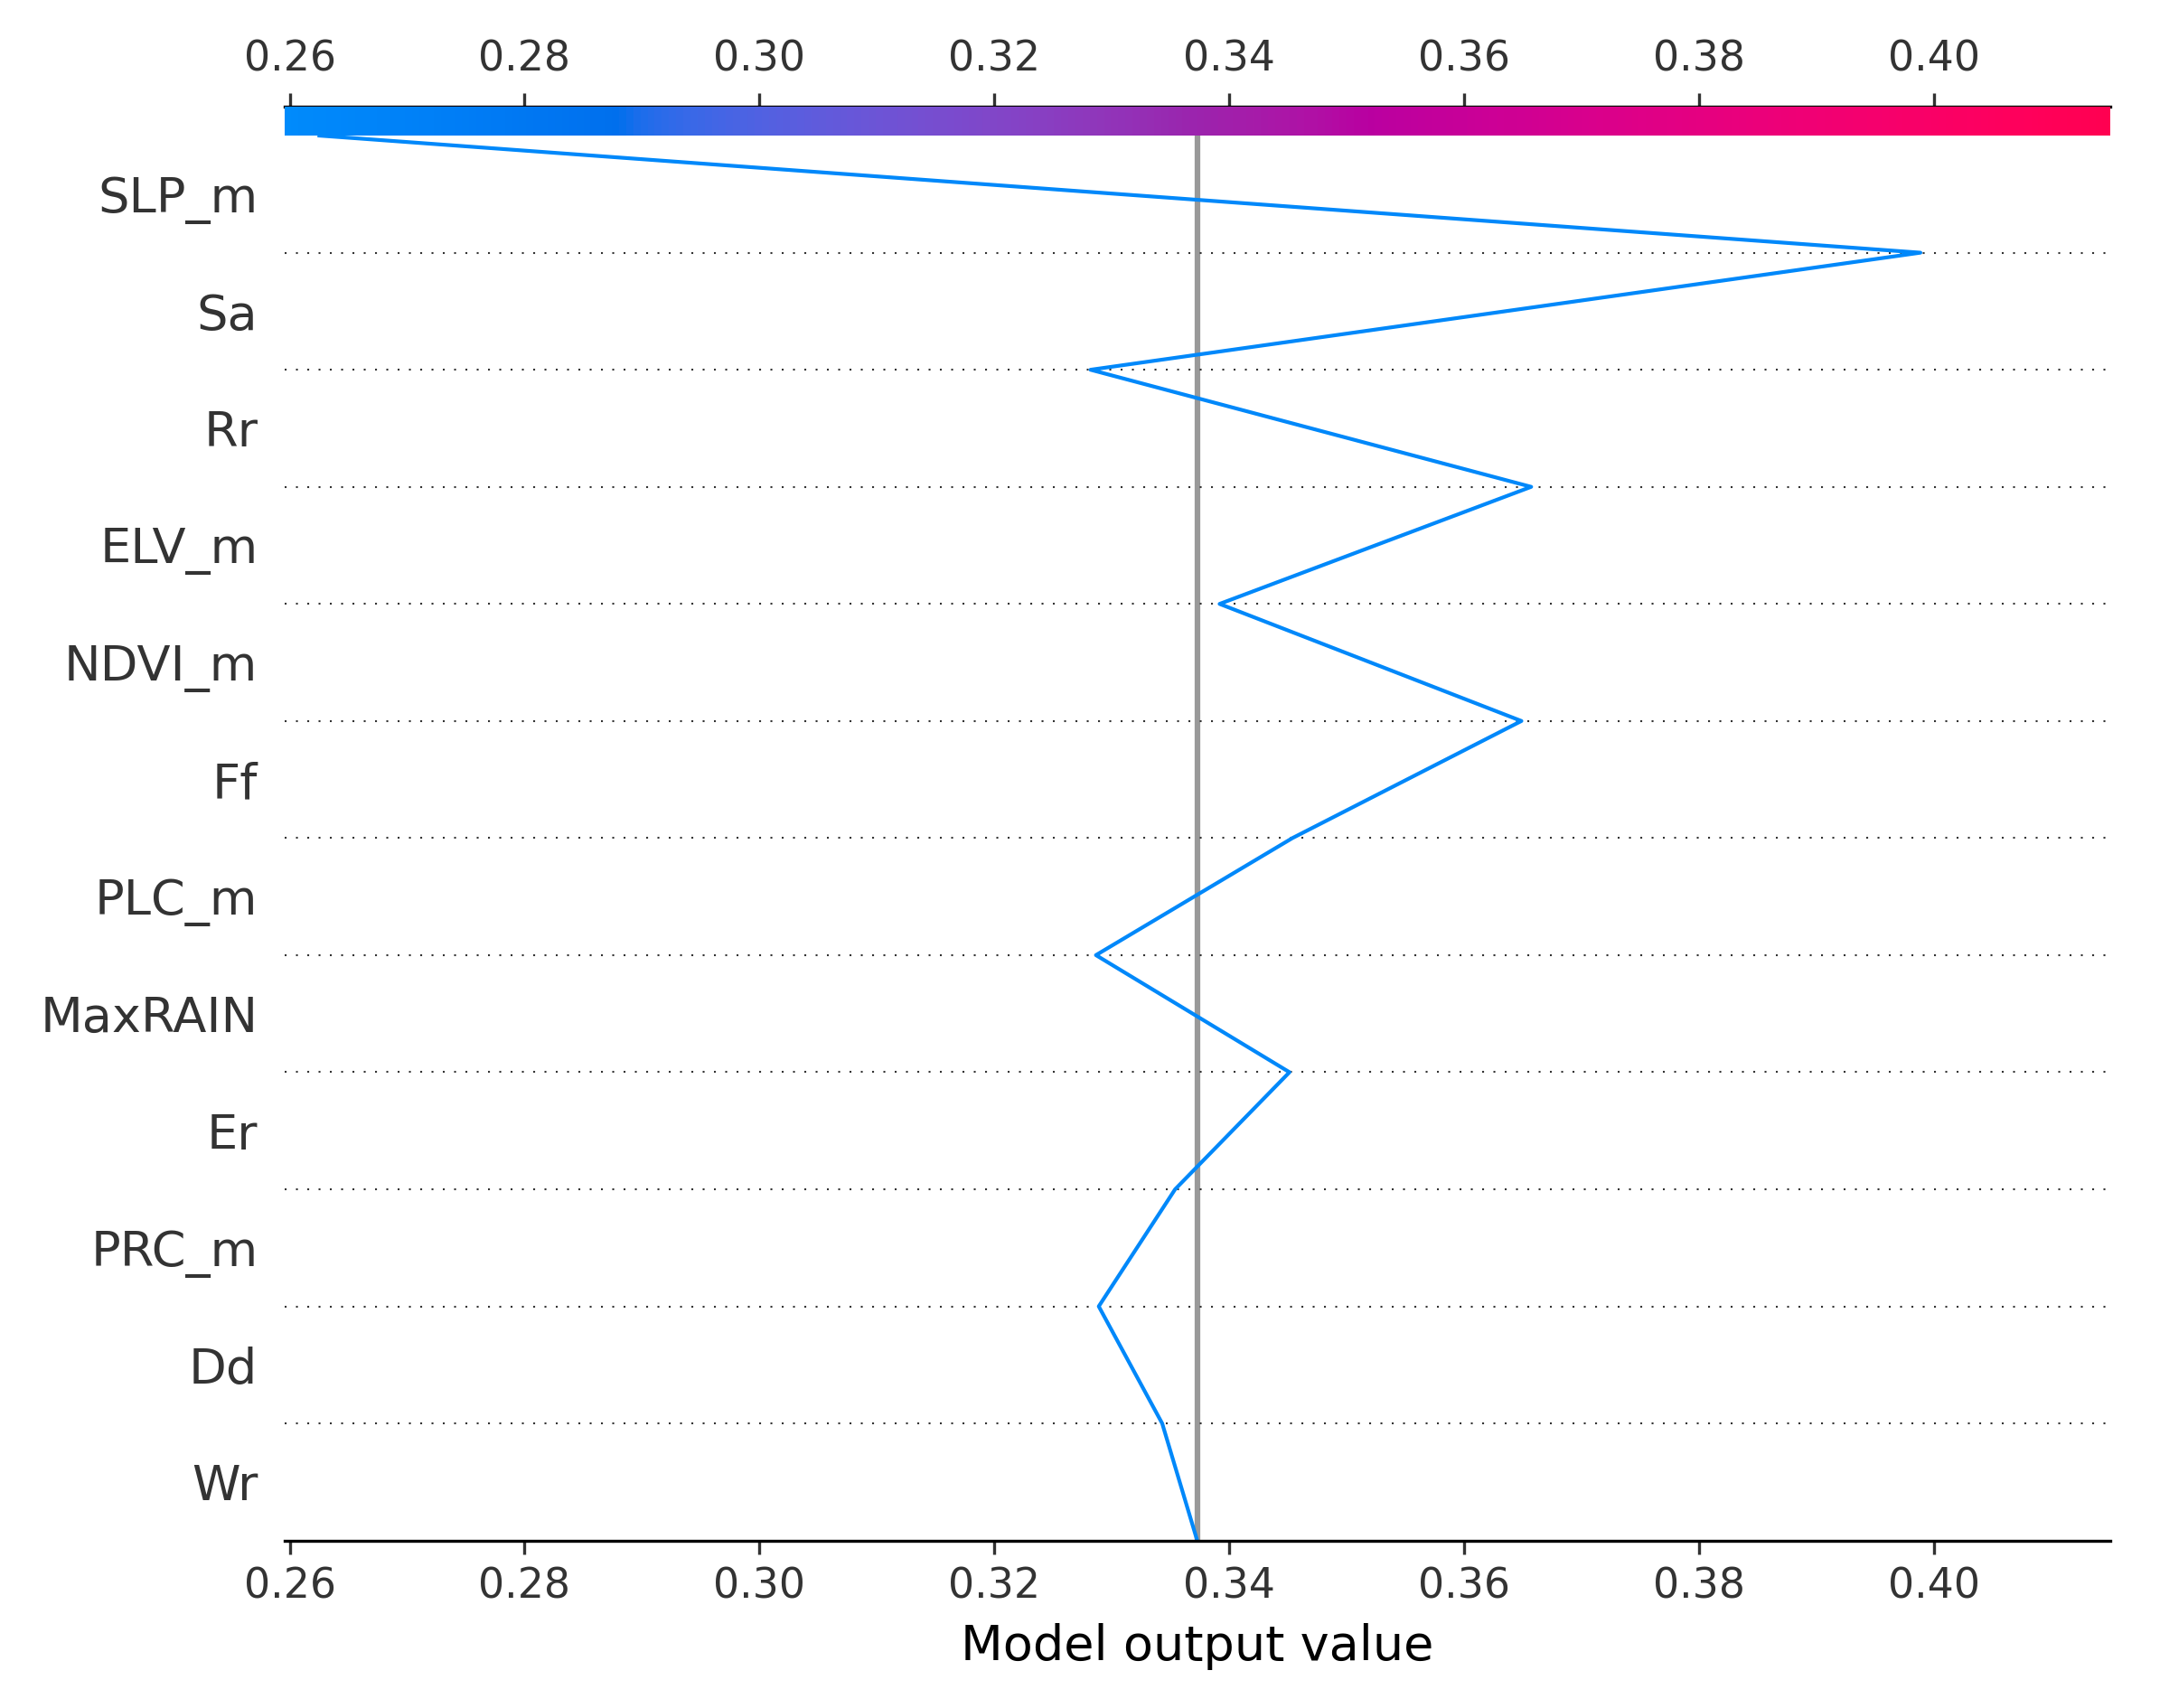 0.26 0.28 0.30 0.32 0.34 0.36 0.38 0.40
SLP_m
Sa
Rr
ELV_m
NDVI_m
Ff
PLC_m
MaxRAIN
Er
PRC_m
Dd
Wr
0.26 0.28 0.30 0.32 0.34 0.36 0.38 0.40
Model output value